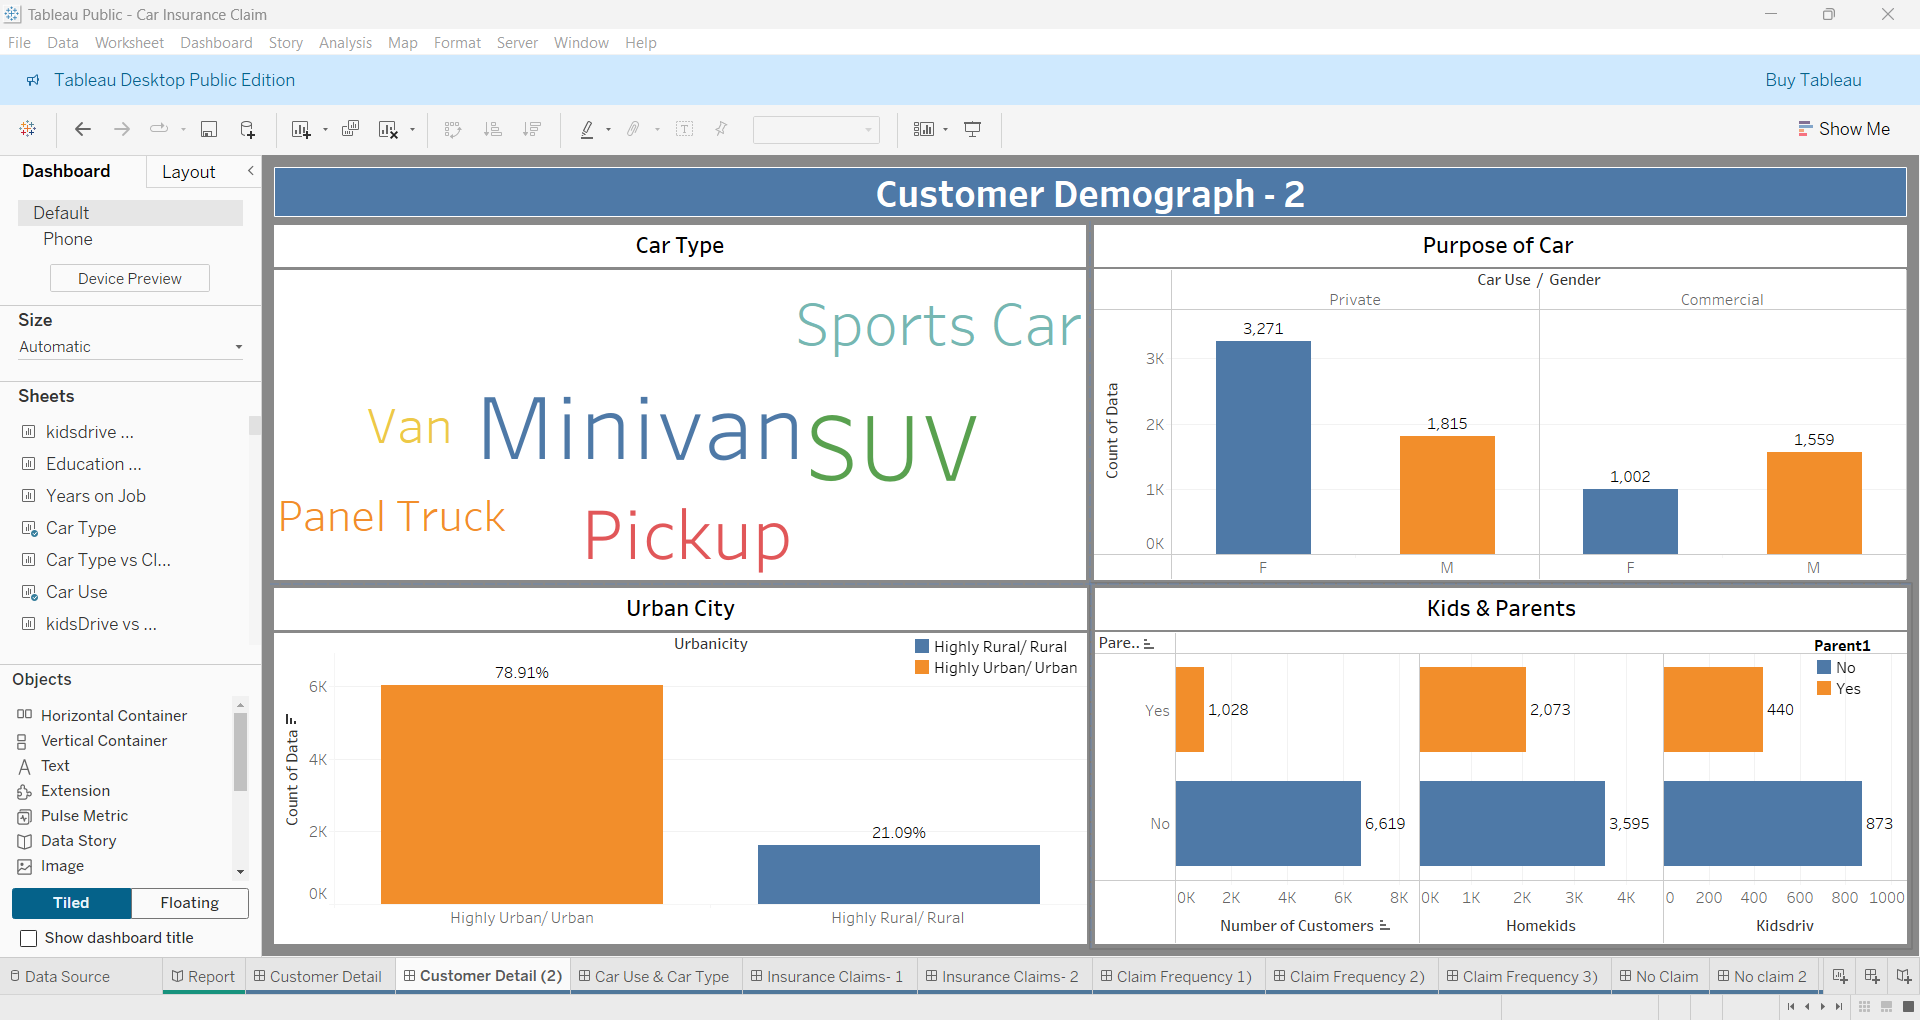 Tableau Public - Car Insurance Claim
File Data Worksheet Dashboard Story Analysis Map Format Server Window Help
Tableau Desktop Public Edition
Buy Tableau
Show Me
Dashboard
Layout
Default
Phone
Device Preview
Size
Automatic
Sheets
kidsdrive ...
Education ...
Years on Job
Car Type
Car Type vs Cl...
Car Use
kidsDrive vs ...
Objects
Horizontal Container
Vertical Container
Text
Extension
Pulse Metric
Data Story
Image
Tiled
Floating
Show dashboard title
Customer Demograph - 2
Car Type
Sports Car
Van
Minivan
SUV
Panel Truck
Pickup
Purpose of Car
Car Use / Gender
Private
Commercial
Count of Data
3K
2K
1K
0K
3,271
1,815
1,002
1,559
F
M
F
M
Urban City
Urbanicity
Highly Rural/ Rural
Highly Urban/ Urban
Count of Data
6K
4K
2K
0K
78.91%
21.09%
Highly Urban/ Urban
Highly Rural/ Rural
Kids & Parents
Pare..
Parent1
No
Yes
Yes
1,028
2,073
440
No
6,619
3,595
873
0K 2K 4K 6K 8K
0K 1K 2K 3K 4K
0 200 400 600 800 1000
Number of Customers
Homekids
Kidsdriv
Data Source
Report
Customer Detail
Customer Detail (2)
Car Use & Car Type
Insurance Claims- 1
Insurance Claims- 2
Claim Frequency 1)
Claim Frequency 2)
Claim Frequency 3)
No Claim
No claim 2